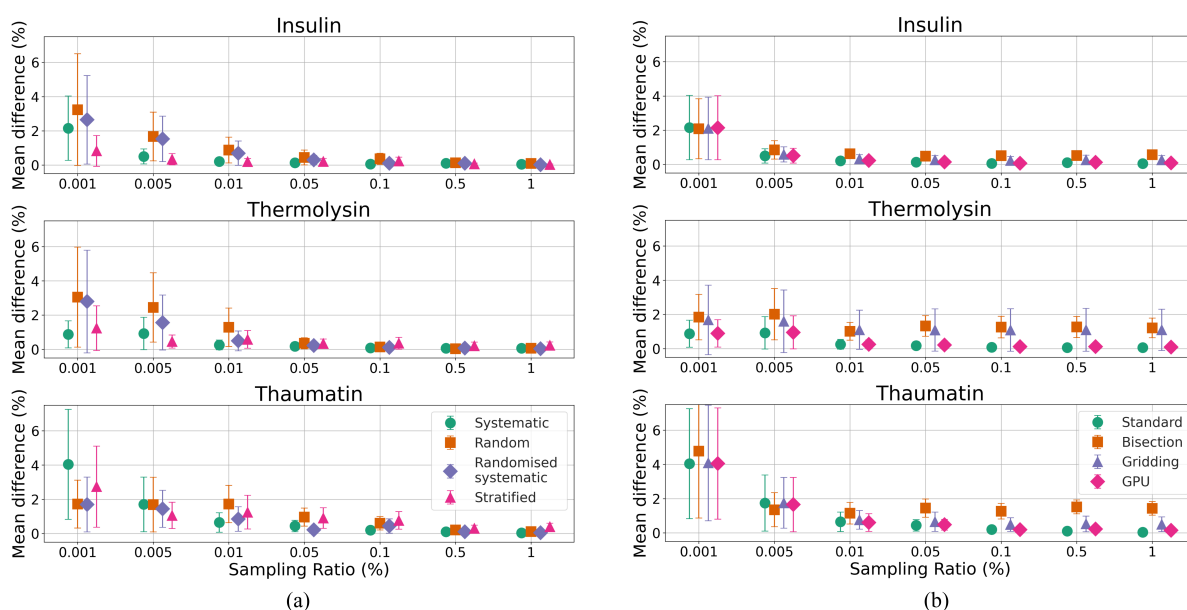 Insulin
Mean difference (%)
6
4
2
0
0.001 0.005 0.01 0.05 0.1 0.5 1
Thermolysin
Mean difference (%)
6
4
2
0
0.001 0.005 0.01 0.05 0.1 0.5 1
Thaumatin
Mean difference (%)
6
4
2
0
Systematic
Random
Randomised
systematic
Stratified
0.001 0.005 0.01 0.05 0.1 0.5 1
Sampling Ratio (%)
(a)
Insulin
Mean difference (%)
6
4
2
0
0.001 0.005 0.01 0.05 0.1 0.5 1
Thermolysin
Mean difference (%)
6
4
2
0
0.001 0.005 0.01 0.05 0.1 0.5 1
Thaumatin
Mean difference (%)
6
4
2
0
Standard
Bisection
Gridding
GPU
0.001 0.005 0.01 0.05 0.1 0.5 1
Sampling Ratio (%)
(b)